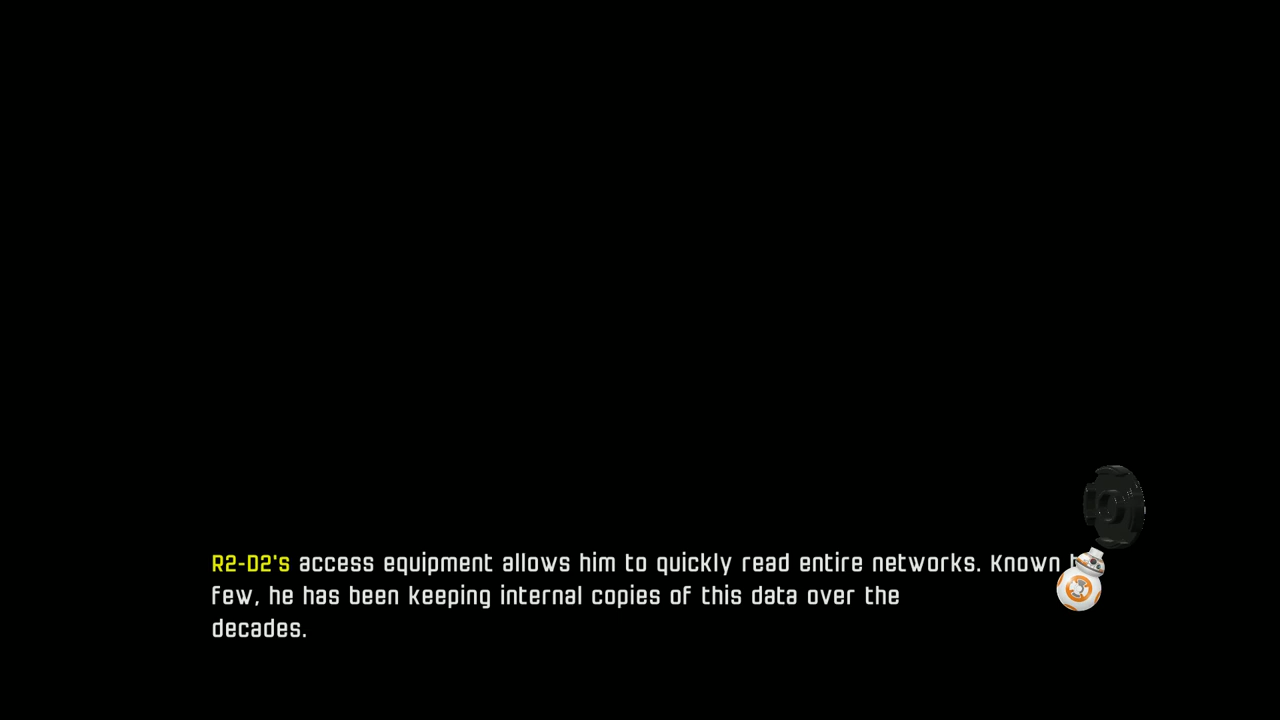 R2-D2's access equipment allows him to quickly read entire networks. Known
few, he has been keeping internal copies of this data over the
decades.